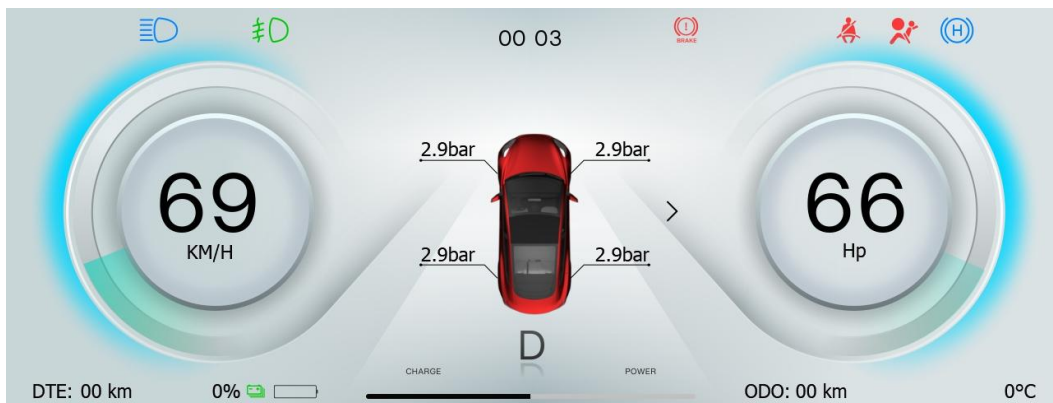 00 03
BRAKE
H
2.9bar 2.9bar
69
KM/H
66
Hp
2.9bar 2.9bar
D
CHARGE POWER
DTE: 00 km 0% ODO: 00 km 0°C